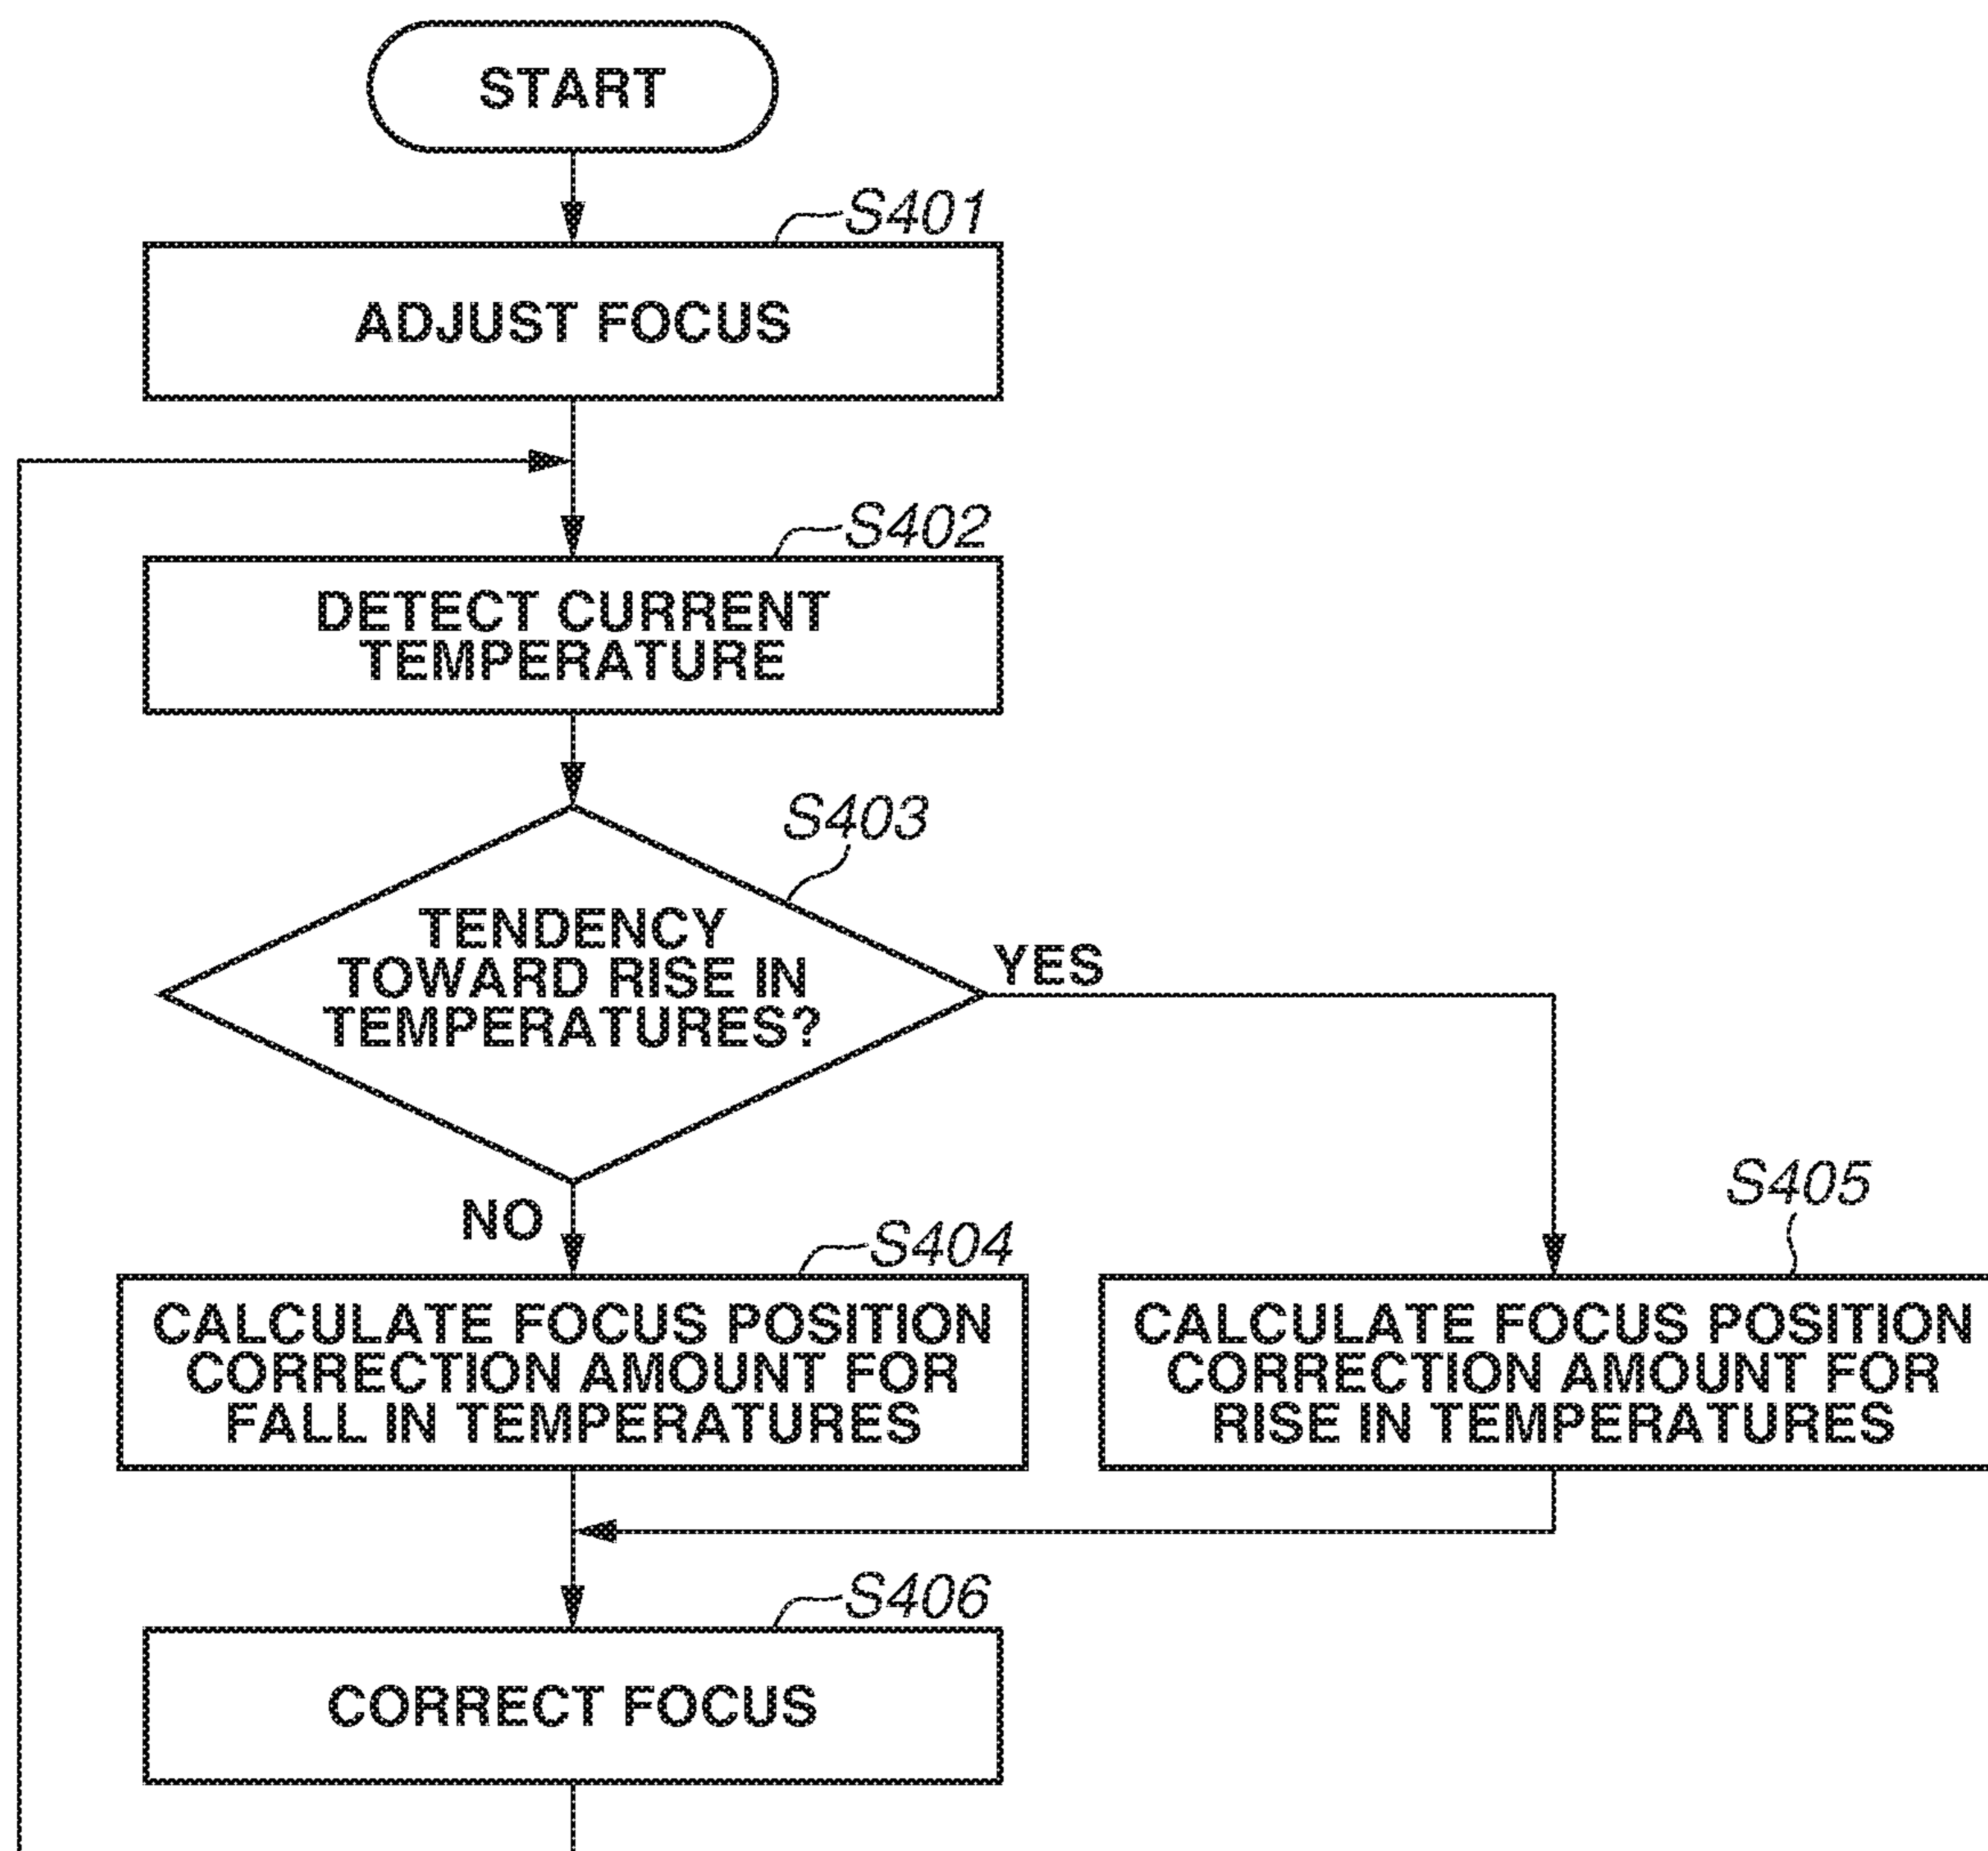 START
S401
ADJUST FOCUS
S402
DETECT CURRENT
TEMPERATURE
S403
TENDENCY
TOWARD RISE IN
TEMPERATURES?
YES
NO
S404
CALCULATE FOCUS POSITION
CORRECTION AMOUNT FOR
FALL IN TEMPERATURES
S405
CALCULATE FOCUS POSITION
CORRECTION AMOUNT FOR
RISE IN TEMPERATURES
S406
CORRECT FOCUS